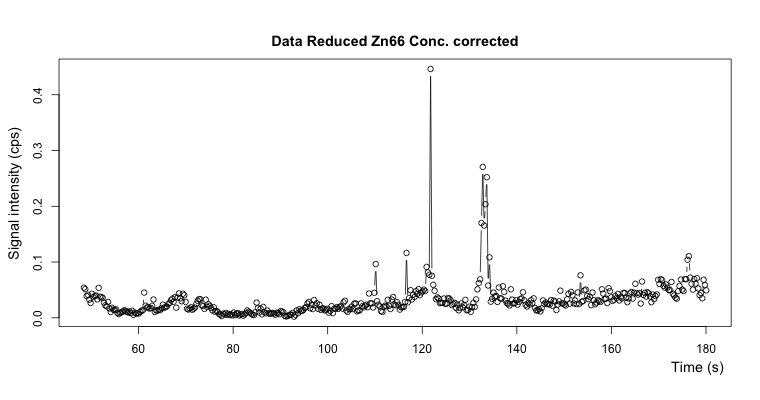 Data Reduced Zn66 Conc. corrected
Signal intensity (cps)
0.4
0.3
0.2
0.1
0.0
60 80 100 120 140 160 180
Time (s)